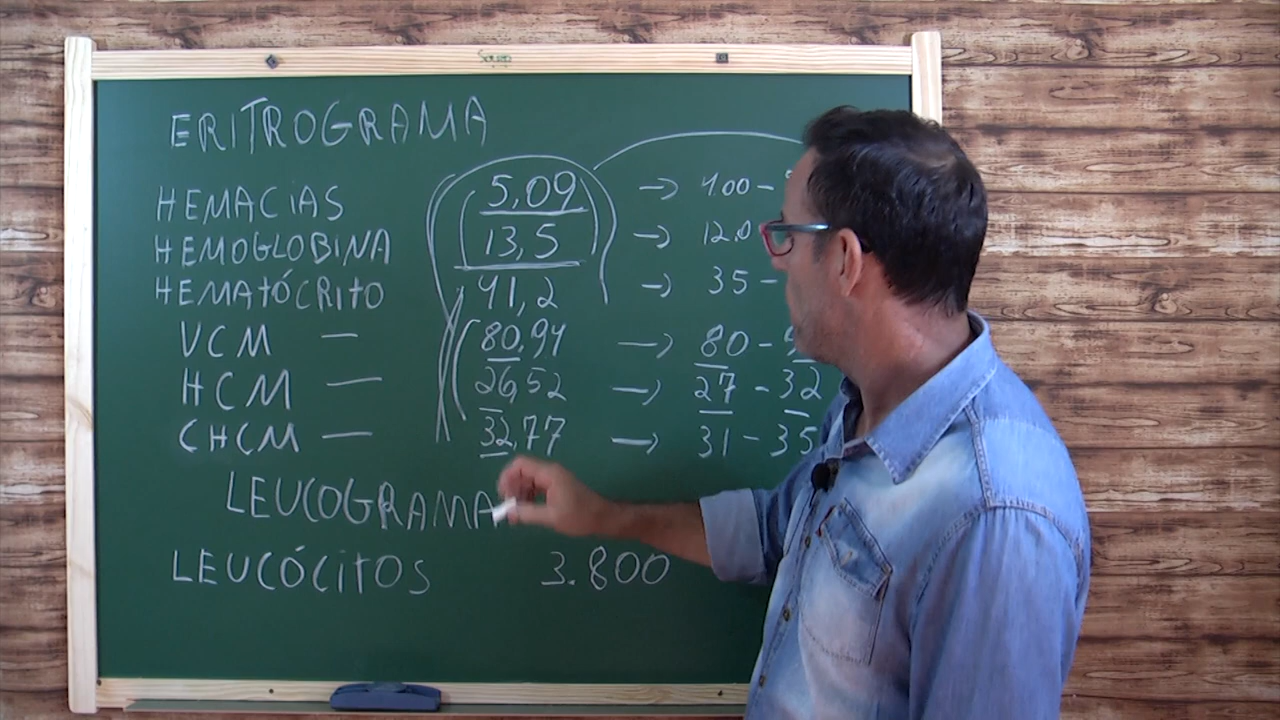 ERITROGRAMA
HEMACIAS 5,09 → 4.00 -
HEMOGLOBINA 13,5 → 12.0
HEMATÓCRITO 41,2 → 35 -
VCM — 80,94 → 80 -
HCM — 26,52 → 27 - 32
CHCM — 32,77 → 31 - 35
LEUCOGRAMA
LEUCÓCITOS 3.800